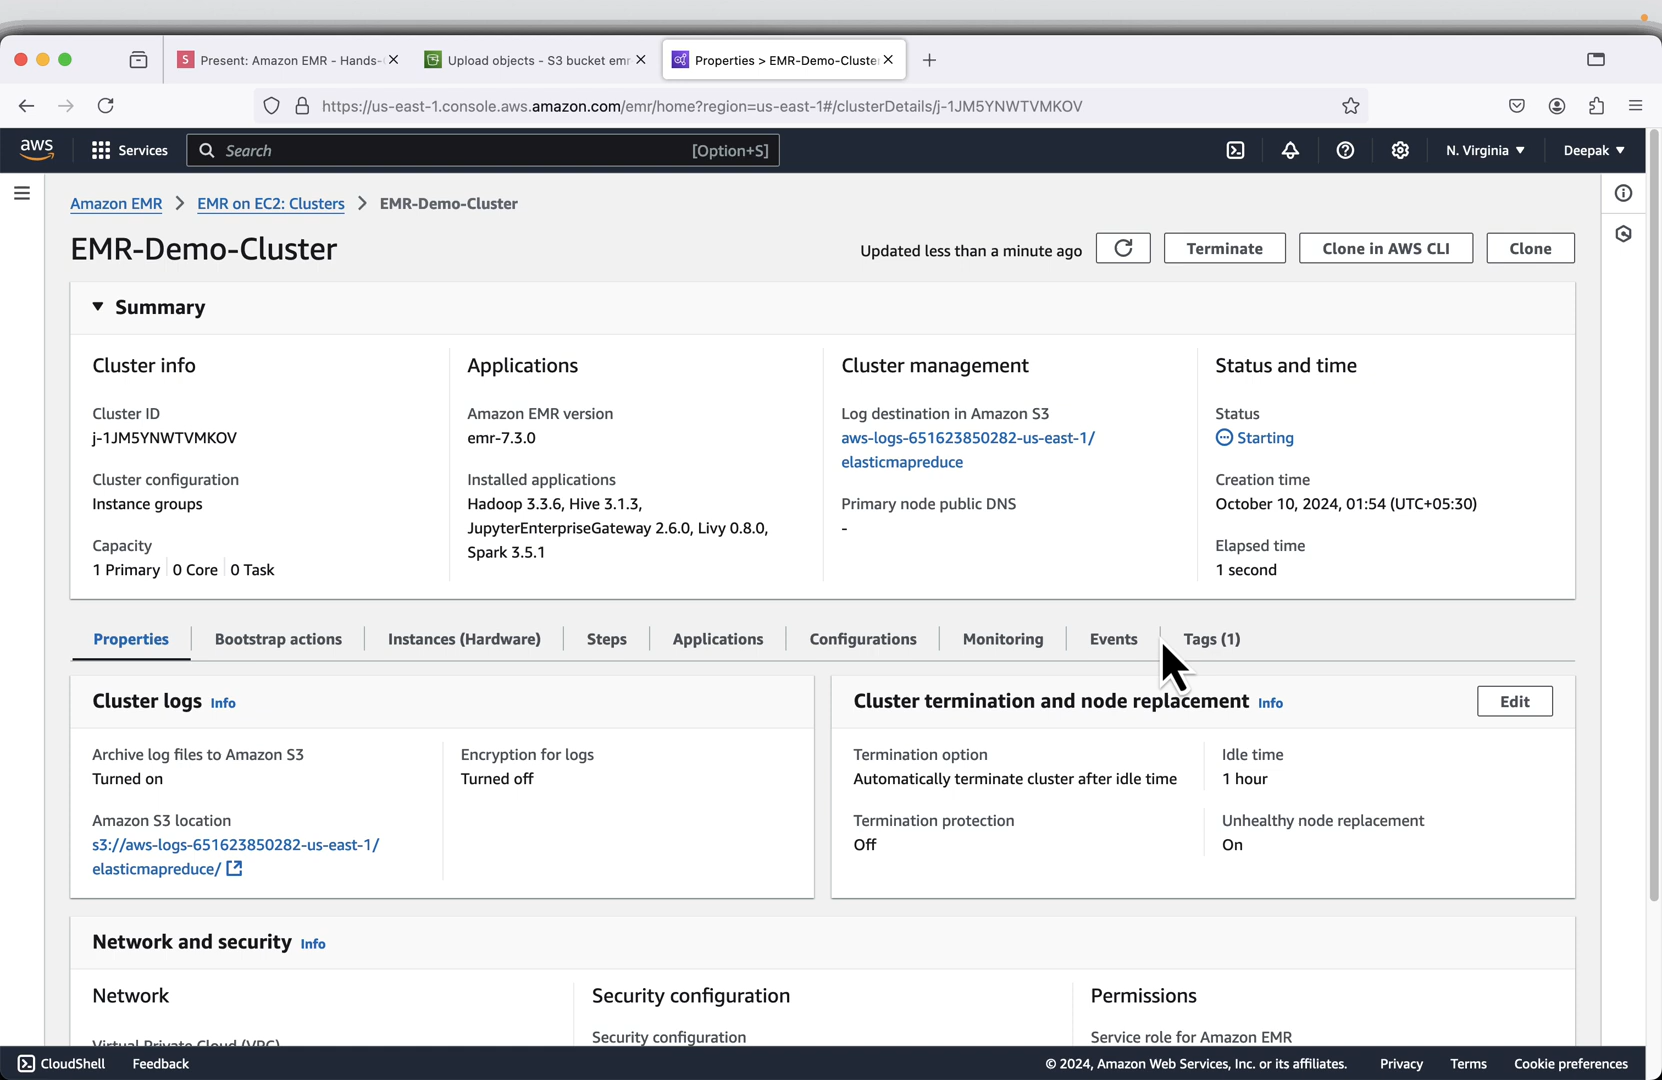 Present: Amazon EMR - Hands-
Upload objects - S3 bucket emr
Properties > EMR-Demo-Cluste
https://us-east-1.console.aws.amazon.com/emr/home?region=us-east-1#/clusterDetails/j-1JM5YNWTVMKOV
aws
Services
Search
[Option+S]
N. Virginia
Deepak
Amazon EMR > EMR on EC2: Clusters > EMR-Demo-Cluster
EMR-Demo-Cluster
Updated less than a minute ago
Terminate
Clone in AWS CLI
Clone
Summary
Cluster info
Cluster ID
j-1JM5YNWTVMKOV
Cluster configuration
Instance groups
Capacity
1 Primary
0 Core
0 Task
Applications
Amazon EMR version
emr-7.3.0
Installed applications
Hadoop 3.3.6, Hive 3.1.3,
JupyterEnterpriseGateway 2.6.0, Livy 0.8.0,
Spark 3.5.1
Cluster management
Log destination in Amazon S3
aws-logs-651623850282-us-east-1/
elasticmapreduce
Primary node public DNS
-
Status and time
Status
Starting
Creation time
October 10, 2024, 01:54 (UTC+05:30)
Elapsed time
1 second
Properties
Bootstrap actions
Instances (Hardware)
Steps
Applications
Configurations
Monitoring
Events
Tags (1)
Cluster logs Info
Archive log files to Amazon S3
Turned on
Amazon S3 location
s3://aws-logs-651623850282-us-east-1/
elasticmapreduce/
Encryption for logs
Turned off
Cluster termination and node replacement Info
Edit
Termination option
Automatically terminate cluster after idle time
Termination protection
Off
Idle time
1 hour
Unhealthy node replacement
On
Network and security Info
Network
Virtual Private Cloud (VPC)
Security configuration
Security configuration
Permissions
Service role for Amazon EMR
CloudShell
Feedback
© 2024, Amazon Web Services, Inc. or its affiliates.
Privacy
Terms
Cookie preferences